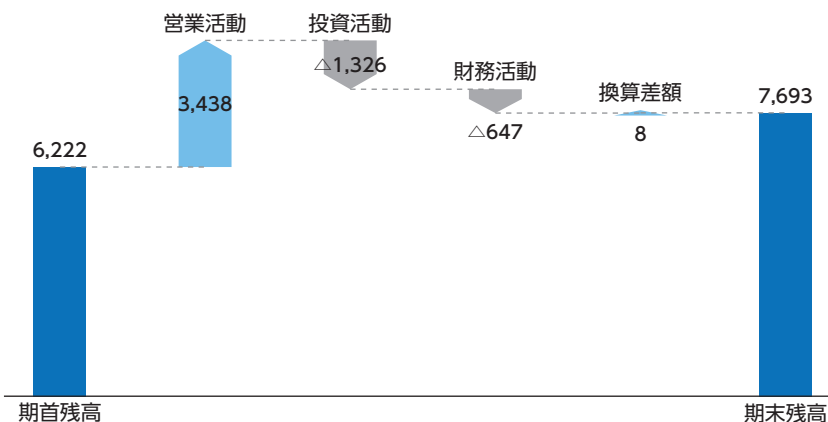 営業活動
投資活動
△1,326
財務活動
換算差額
7,693
3,438
△647
8
6,222
期首残高
期末残高